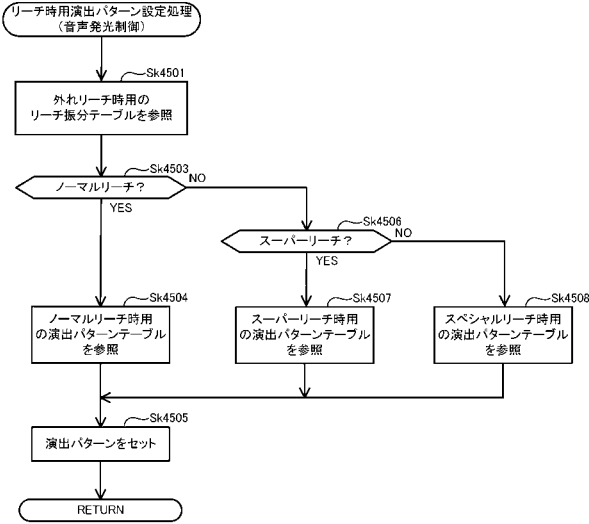 リーチ時用演出パターン設定処理
（音声発光制御）
Sk4501
外れリーチ時用の
リーチ振分テーブルを参照
Sk4503
ノーマルリーチ？
NO
YES
Sk4506
スーパーリーチ？
NO
YES
Sk4504
ノーマルリーチ時用
の演出パターンテーブル
を参照
Sk4507
スーパーリーチ時用
の演出パターンテーブル
を参照
Sk4508
スペシャルリーチ時用
の演出パターンテーブル
を参照
Sk4505
演出パターンをセット
RETURN